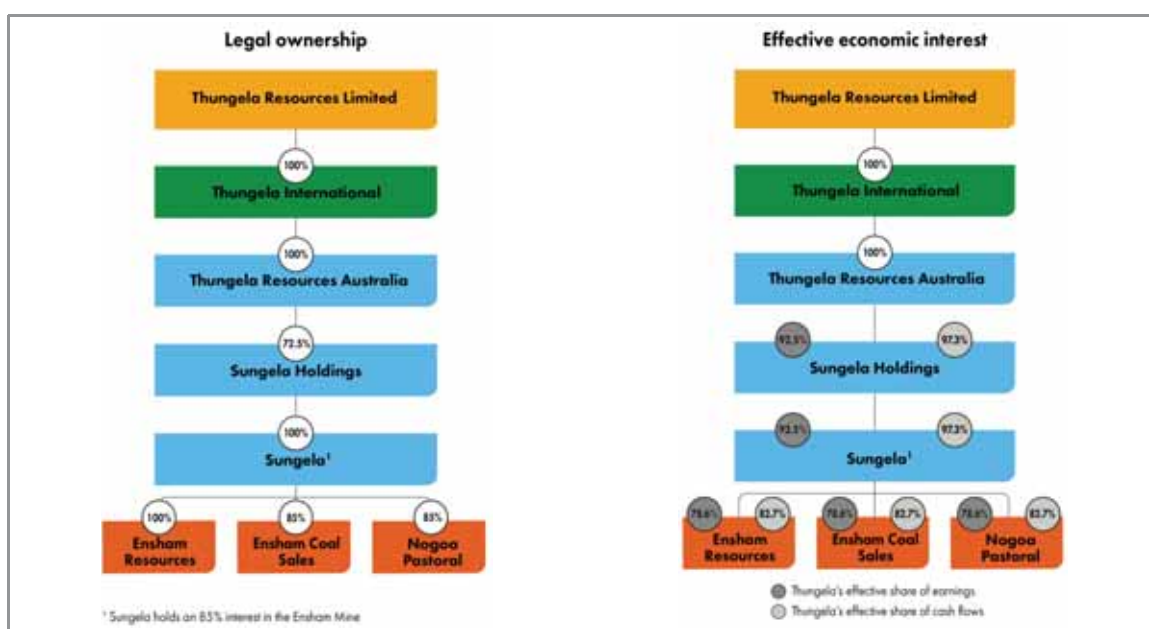 Legal ownership
Thungela Resources Limited
100%
Thungela International
100%
Thungela Resources Australia
72.5%
Sungela Holdings
100%
Sungela¹
100%
85%
85%
Ensham
Resources
Ensham Coal
Sales
Nogoa
Pastoral
¹ Sungela holds an 85% interest in the Ensham Mine
Effective economic interest
Thungela Resources Limited
100%
Thungela International
100%
Thungela Resources Australia
92.5%
97.3%
Sungela Holdings
92.5%
97.3%
Sungela¹
78.6%
82.7%
78.6%
82.7%
78.6%
82.7%
Ensham
Resources
Ensham Coal
Sales
Nogoa
Pastoral
Thungela's effective share of earnings
Thungela's effective share of cash flows